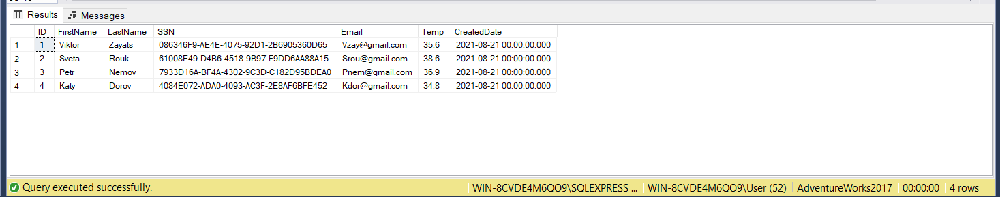 Results Messages
ID FirstName LastName SSN Email Temp CreatedDate
1 1 Viktor Zayats 086346F9-AE4E-4075-92D1-2B6905360D65 Vzay@gmail.com 35.6 2021-08-21 00:00:00.000
2 2 Sveta Rouk 61008E49-D4B6-4518-9B97-F9DD6AA88A15 Srou@gmail.com 38.6 2021-08-21 00:00:00.000
3 3 Petr Nemov 7933D16A-BF4A-4302-9C3D-C182D95BDEA0 Pnem@gmail.com 36.9 2021-08-21 00:00:00.000
4 4 Katy Dorov 4084E072-ADA0-4093-AC3F-2E8AF6BFE452 Kdor@gmail.com 34.8 2021-08-21 00:00:00.000
Query executed successfully. WIN-8CVDE4M6QO9\SQLEXPRESS ... WIN-8CVDE4M6QO9\User (52) AdventureWorks2017 00:00:00 4 rows